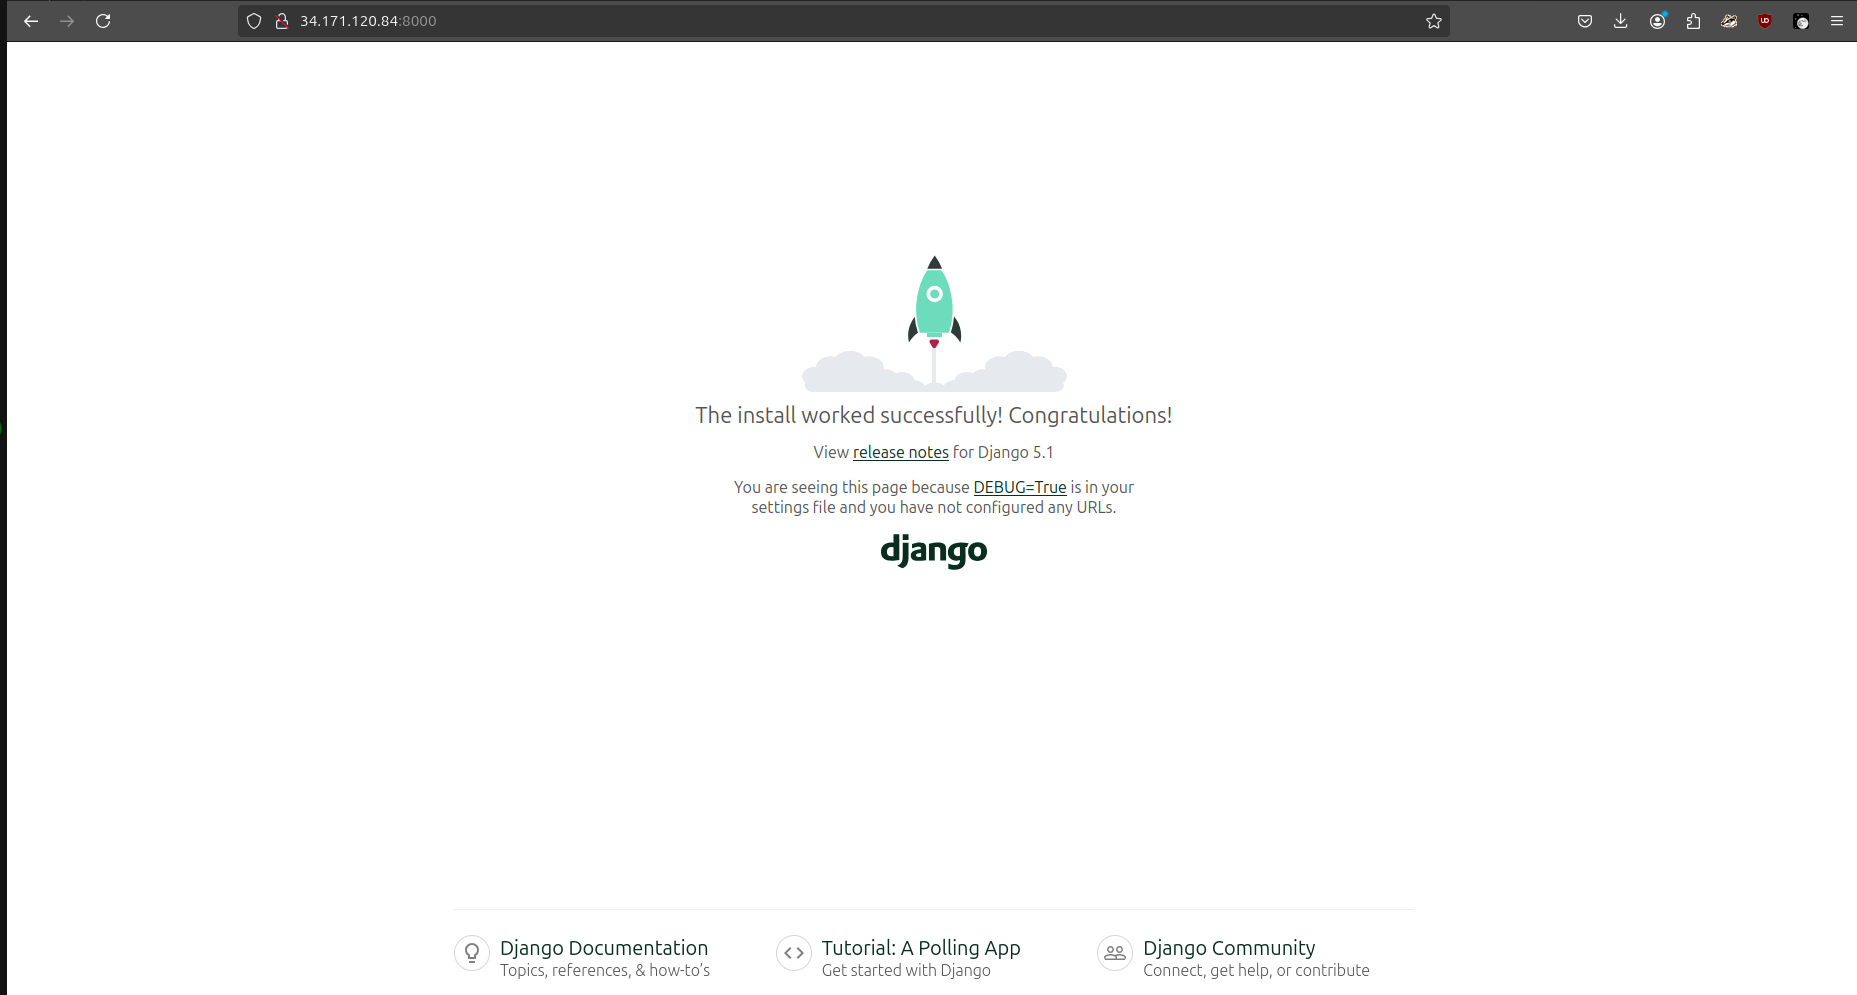 34.171.120.84:8000
The install worked successfully! Congratulations!
View release notes for Django 5.1
You are seeing this page because DEBUG=True is in your
settings file and you have not configured any URLs.
django
Django Documentation
Topics, references, & how-to’s
Tutorial: A Polling App
Get started with Django
Django Community
Connect, get help, or contribute